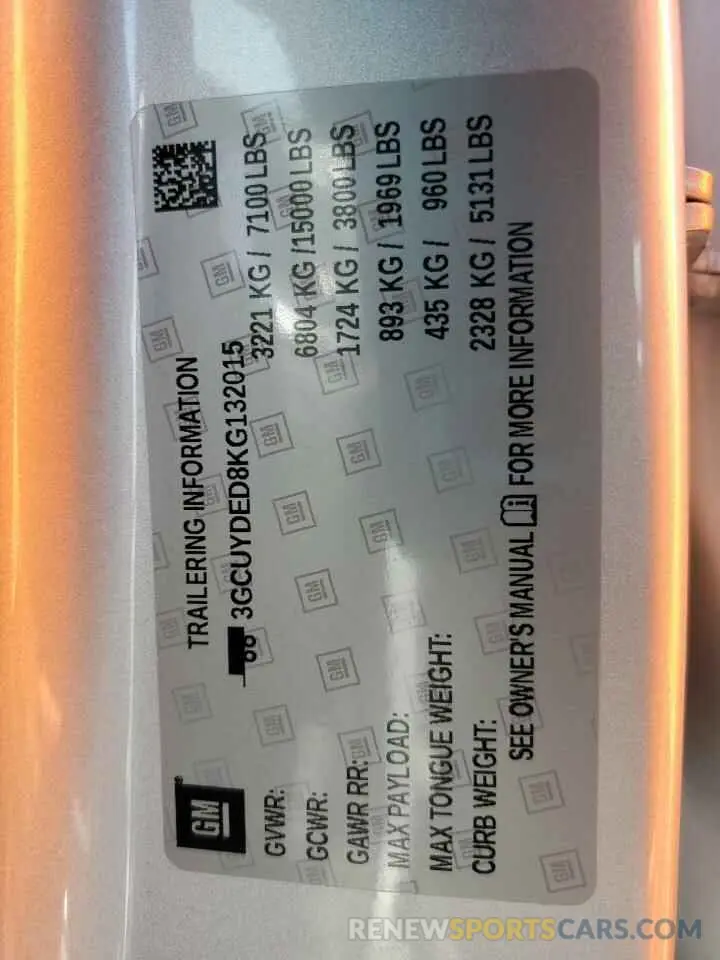 TRAILERING INFORMATION
3GCUYDED8KG132015
GM
GVWR: 3221 KG / 7100 LBS
GCWR: 6804 KG / 15000 LBS
GAWR RR: 1724 KG / 3800 LBS
MAX PAYLOAD: 893 KG / 1969 LBS
MAX TONGUE WEIGHT: 435 KG / 960 LBS
CURB WEIGHT: 2328 KG / 5131 LBS
SEE OWNER'S MANUAL FOR MORE INFORMATION
RENEWSPORTSCARS.COM